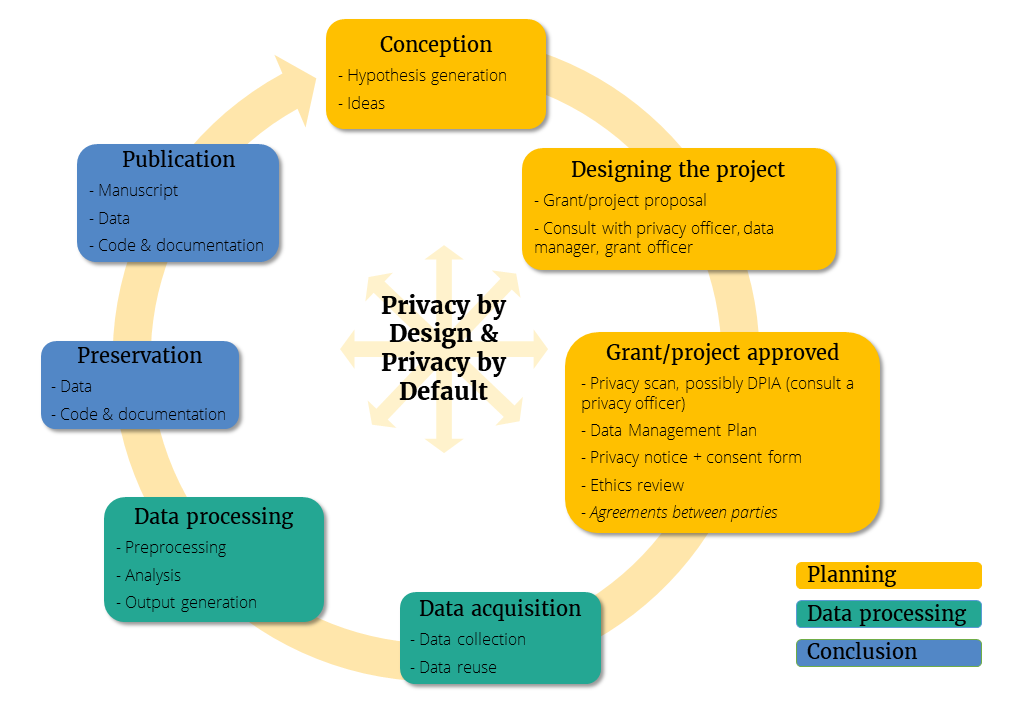 Conception
- Hypothesis generation
- Ideas
Designing the project
- Grant/project proposal
- Consult with privacy officer, data
manager, grant officer
Grant/project approved
- Privacy scan, possibly DPIA (consult a
privacy officer)
- Data Management Plan
- Privacy notice + consent form
- Ethics review
- Agreements between parties
Data acquisition
- Data collection
- Data reuse
Data processing
- Preprocessing
- Analysis
- Output generation
Preservation
- Data
- Code & documentation
Publication
- Manuscript
- Data
- Code & documentation
Privacy by
Design &
Privacy by
Default
Planning
Data processing
Conclusion